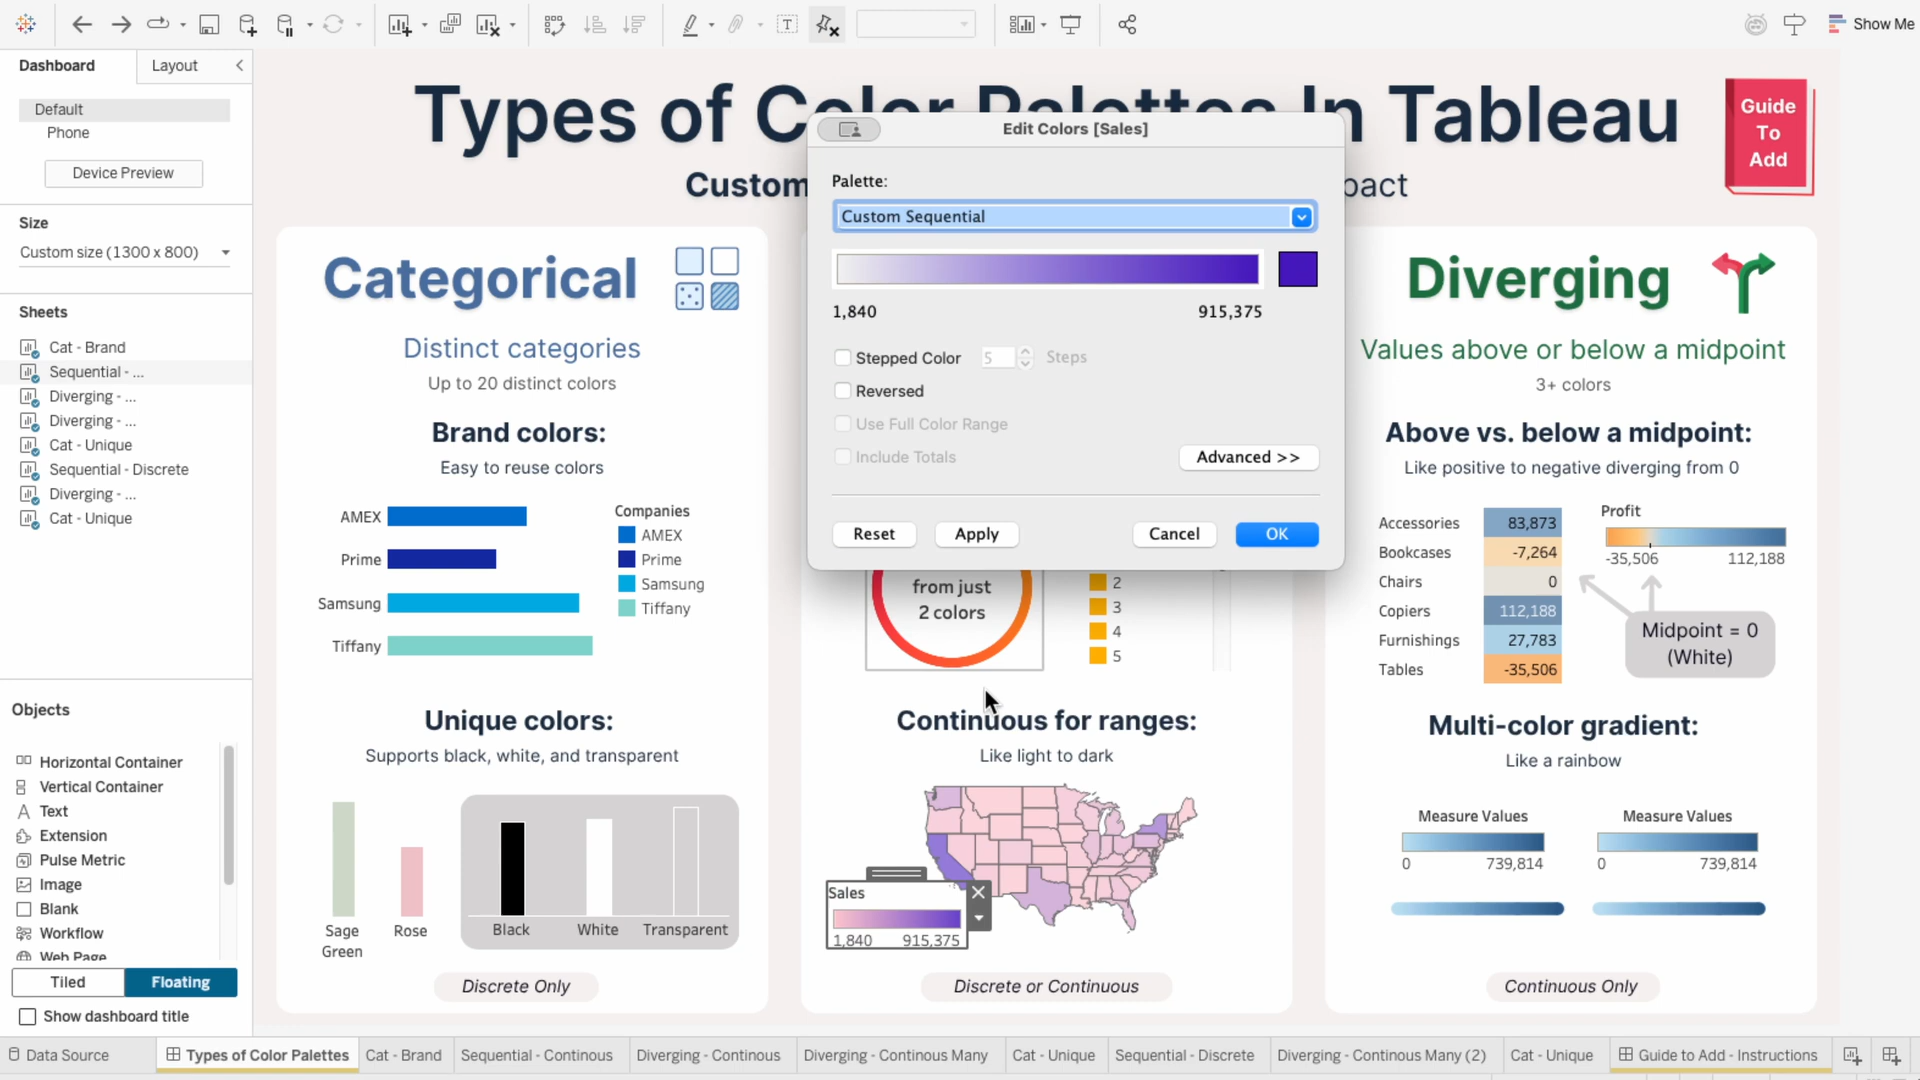 Show Me
Dashboard
Layout
Default
Phone
Device Preview
Size
Custom size (1300 x 800)
Sheets
Cat - Brand
Sequential - ...
Diverging - ...
Diverging - ...
Cat - Unique
Sequential - Discrete
Diverging - ...
Cat - Unique
Objects
Horizontal Container
Vertical Container
Text
Extension
Pulse Metric
Image
Blank
Workflow
Web Page
Tiled
Floating
Show dashboard title
Types of Color Palettes In Tableau
Custom
pact
Guide
To
Add
Categorical
Distinct categories
Up to 20 distinct colors
Brand colors:
Easy to reuse colors
AMEX
Prime
Samsung
Tiffany
Companies
AMEX
Prime
Samsung
Tiffany
Unique colors:
Supports black, white, and transparent
Sage
Green
Rose
Black
White
Transparent
Discrete Only
Edit Colors [Sales]
Palette:
Custom Sequential
1,840
915,375
Stepped Color
5
Steps
Reversed
Use Full Color Range
Include Totals
Advanced >>
Reset
Apply
Cancel
OK
from just
2 colors
2
3
4
5
Continuous for ranges:
Like light to dark
Sales
1,840
915,375
Discrete or Continuous
Diverging
Values above or below a midpoint
3+ colors
Above vs. below a midpoint:
Like positive to negative diverging from 0
Accessories 83,873
Bookcases -7,264
Chairs 0
Copiers 112,188
Furnishings 27,783
Tables -35,506
Profit
-35,506
112,188
Midpoint = 0
(White)
Multi-color gradient:
Like a rainbow
Measure Values
0
739,814
Measure Values
0
739,814
Continuous Only
Data Source
Types of Color Palettes
Cat - Brand
Sequential - Continous
Diverging - Continous
Diverging - Continous Many
Cat - Unique
Sequential - Discrete
Diverging - Continous Many (2)
Cat - Unique
Guide to Add - Instructions